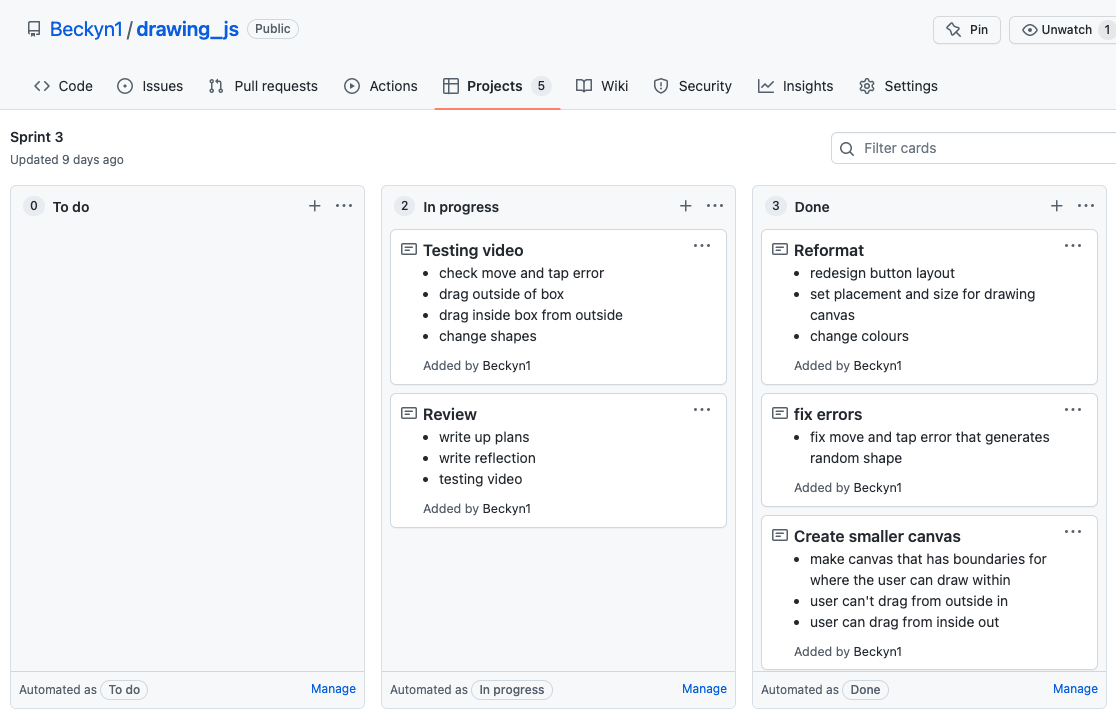 Beckyn1 / drawing_js Public
Pin
Unwatch 1
Code
Issues
Pull requests
Actions
Projects 5
Wiki
Security
Insights
Settings
Sprint 3
Updated 9 days ago
Filter cards
0 To do
Automated as To do
Manage
2 In progress
Testing video
• check move and tap error
• drag outside of box
• drag inside box from outside
• change shapes
Added by Beckyn1
Review
• write up plans
• write reflection
• testing video
Added by Beckyn1
Automated as In progress
Manage
3 Done
Reformat
• redesign button layout
• set placement and size for drawing
canvas
• change colours
Added by Beckyn1
fix errors
• fix move and tap error that generates
random shape
Added by Beckyn1
Create smaller canvas
• make canvas that has boundaries for
where the user can draw within
• user can't drag from outside in
• user can drag from inside out
Added by Beckyn1
Automated as Done
Manage